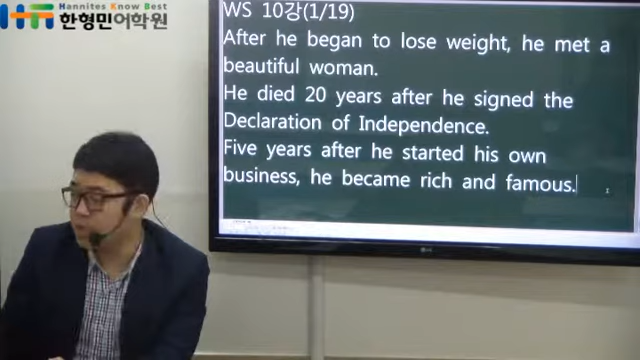 Hannites Know Best
한형민어학원
WS 10강(1/19)
After he began to lose weight, he met a
beautiful woman.
He died 20 years after he signed the
Declaration of Independence.
Five years after he started his own
business, he became rich and famous.
LG